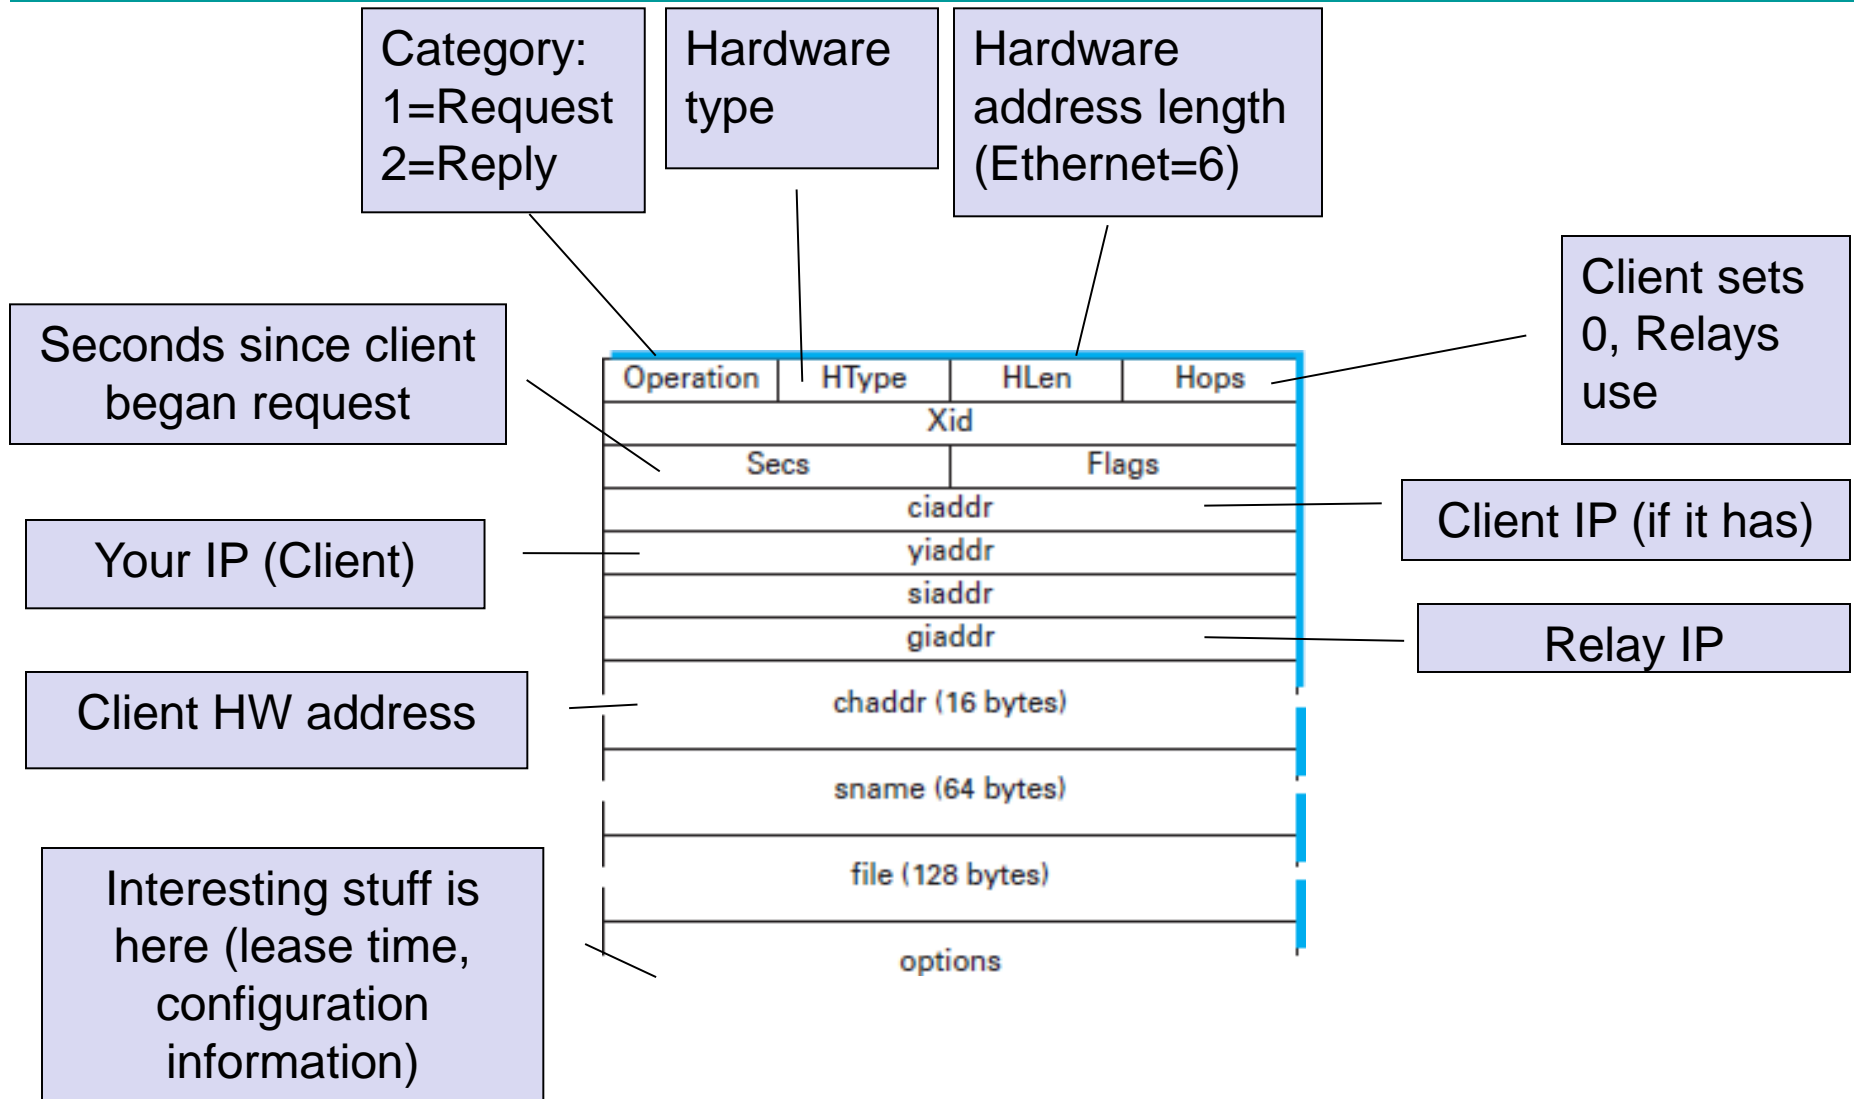 Category:
1=Request
2=Reply
Hardware
type
Hardware
address length
(Ethernet=6)
Client sets
0, Relays
use
Seconds since client
began request
Operation HType HLen Hops
Xid
Secs Flags
ciaddr
Client IP (if it has)
Your IP (Client)
yiaddr
siaddr
giaddr
Relay IP
Client HW address
chaddr (16 bytes)
sname (64 bytes)
file (128 bytes)
Interesting stuff is
here (lease time,
configuration
information)
options